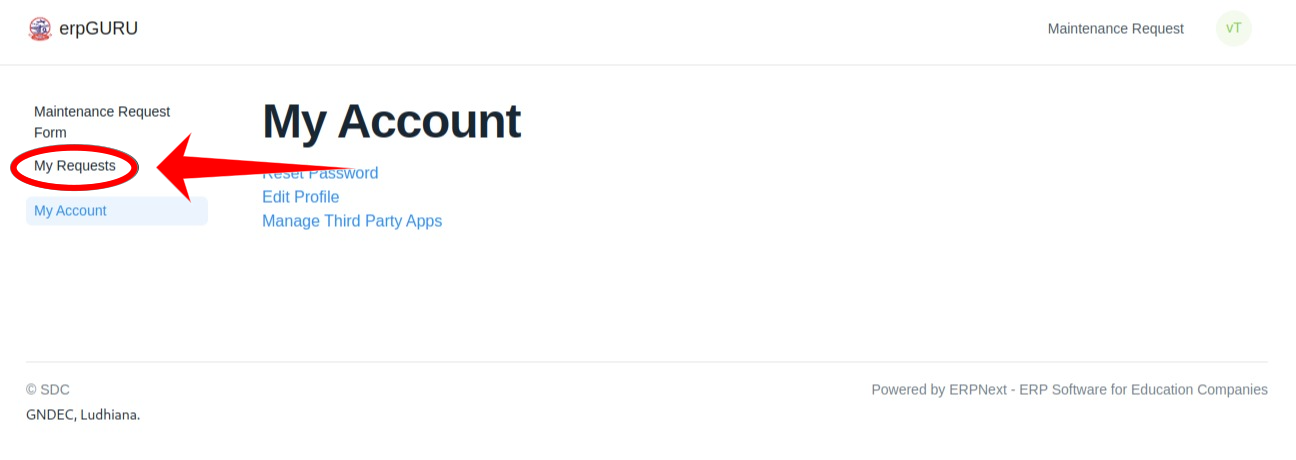 erpGURU
Maintenance Request
vT
Maintenance Request
Form
My Requests
My Account
My Account
Reset Password
Edit Profile
Manage Third Party Apps
© SDC
GNDEC, Ludhiana.
Powered by ERPNext - ERP Software for Education Companies